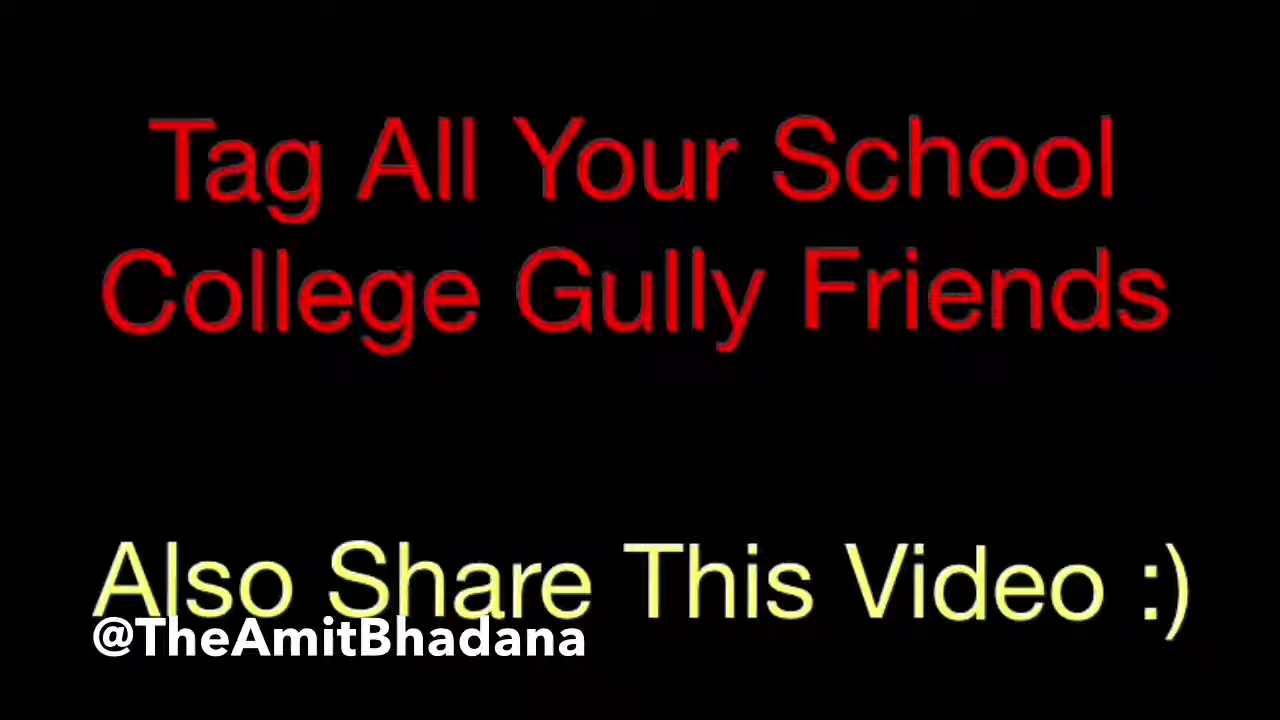 Tag All Your School
College Gully Friends
Also Share This Video :)
@TheAmitBhadana